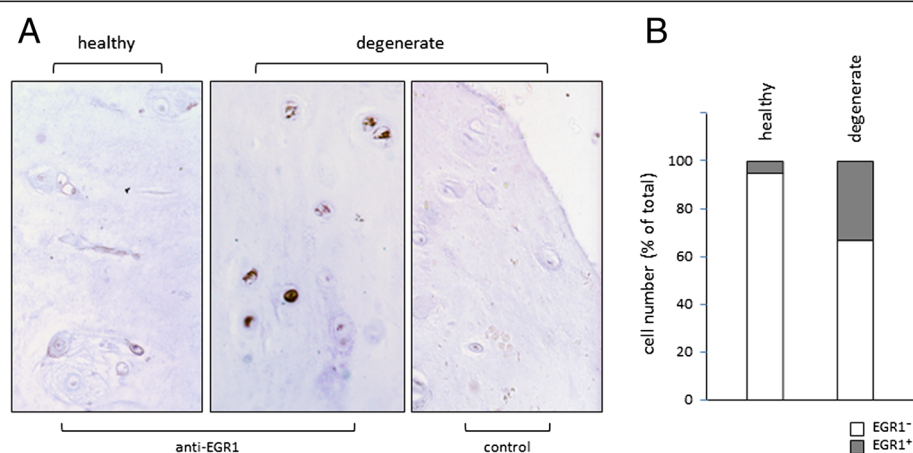 A
healthy
degenerate
anti-EGR1
control
B
healthy
degenerate
cell number (% of total)
100
80
60
40
20
0
EGR1⁻
EGR1⁺